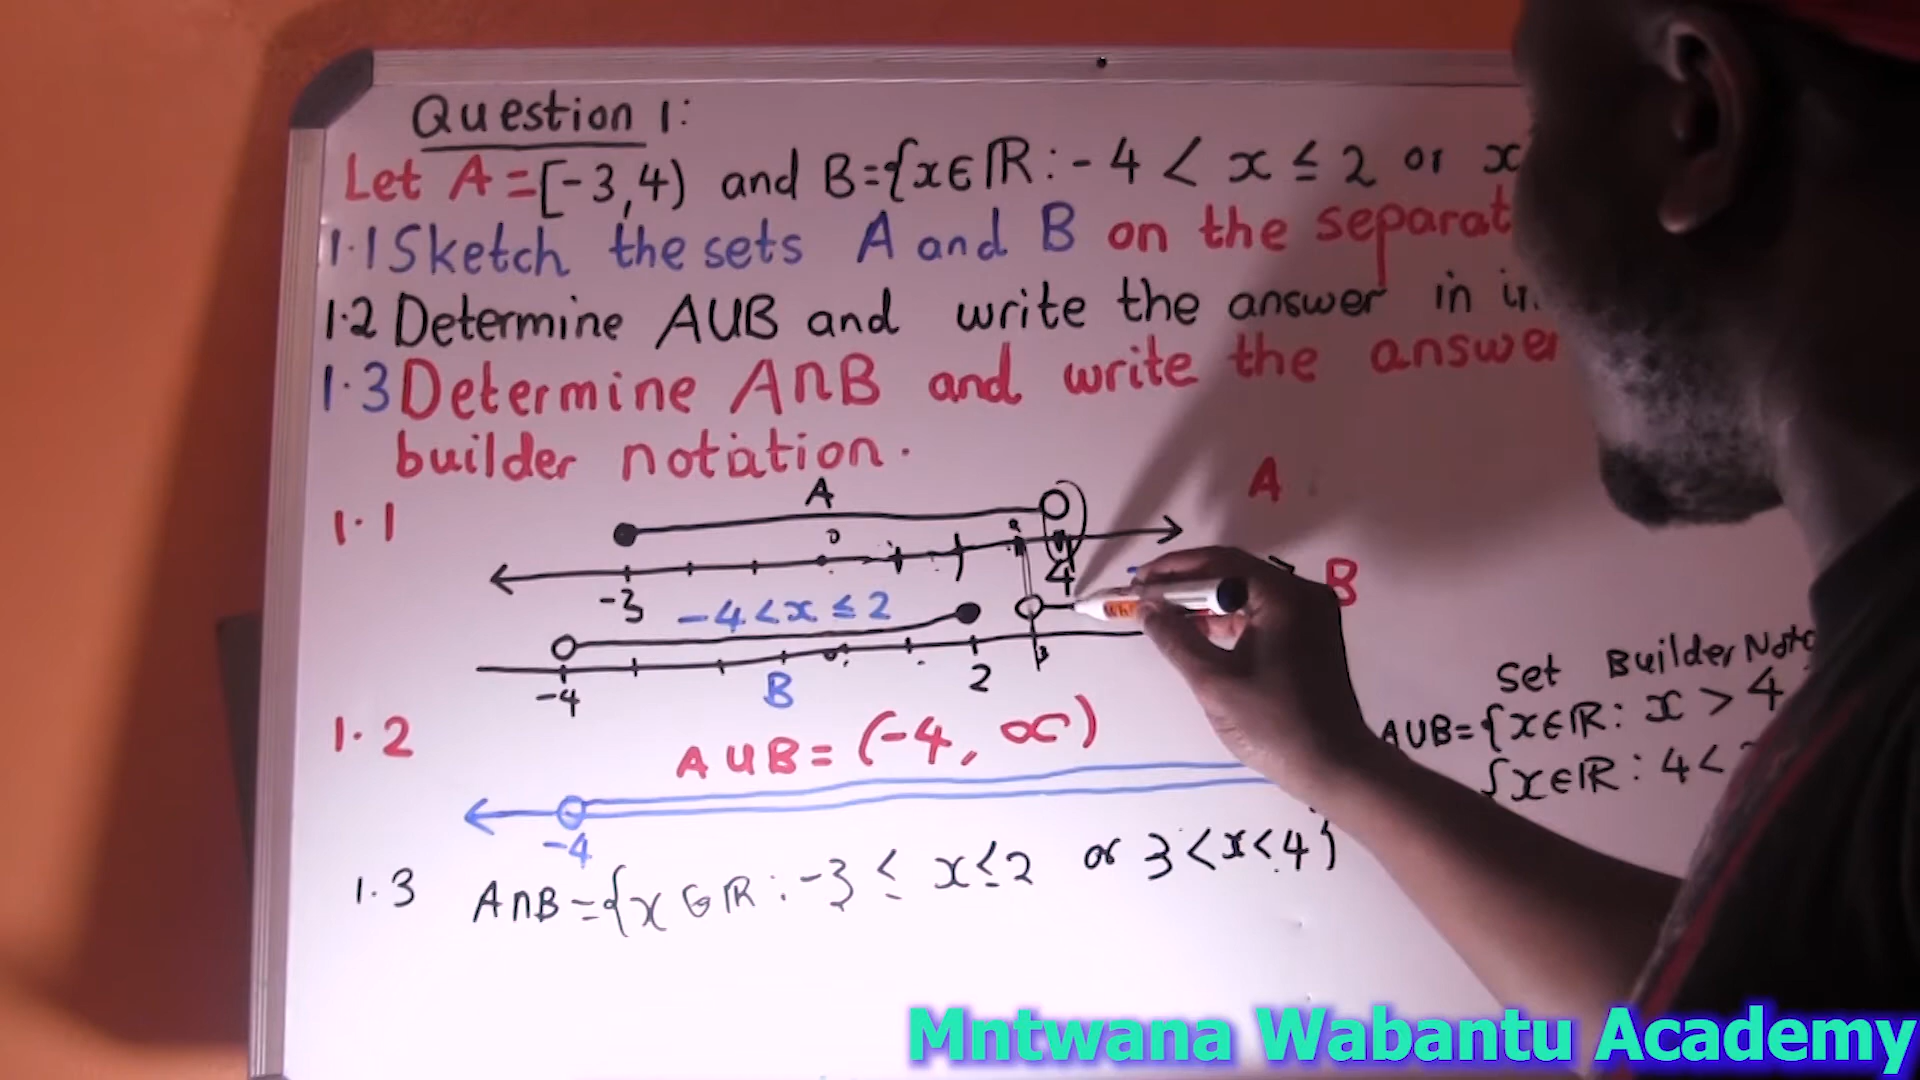 Question 1:
Let A = [-3,4) and B={x∈ℝ : -4 < x ≤ 2 or x
1.1 Sketch the sets A and B on the separat
1.2 Determine A∪B and write the answer in
1.3 Determine A∩B and write the answer
builder notation.
1.1
A
A
0
-3
4
B
-4<x≤2
-4
B
2
3
Set Builder
A∪B={x∈ℝ: x > 4
{x∈ℝ: 4 <
1.2
A∪B = (-4, ∞)
-4
1.3 A∩B={x∈ℝ : -3 ≤ x ≤ 2 or 3 < x < 4}
Mntwana Wabantu Academy